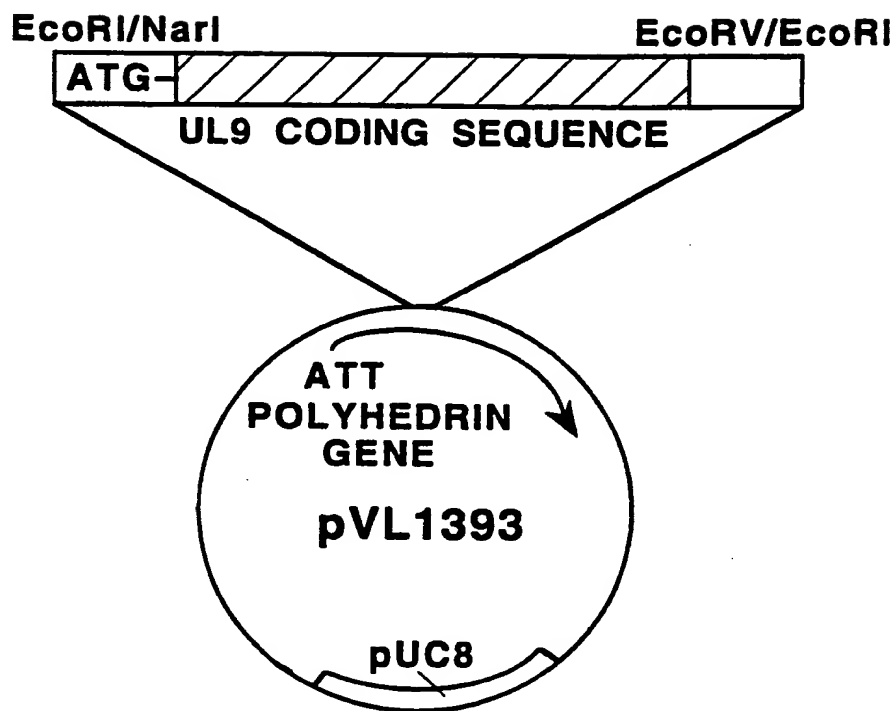 EcoRI/NarI EcoRV/EcoRI
ATG
UL9 CODING SEQUENCE
ATT
POLYHEDRIN
GENE
pVL1393
pUC8